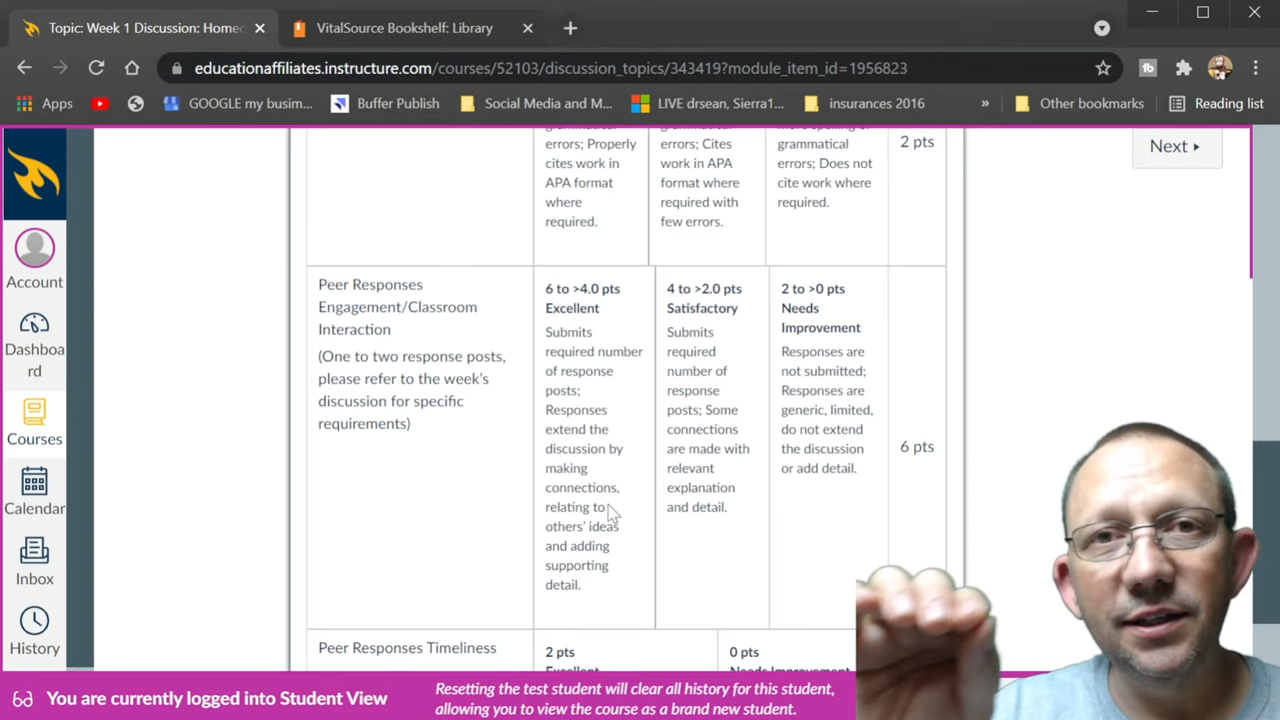 Topic: Week 1 Discussion: Homeo
VitalSource Bookshelf: Library
educationaffiliates.instructure.com/courses/52103/discussion_topics/343419?module_item_id=1956823
Apps
GOOGLE my busim...
Buffer Publish
Social Media and M...
LIVE drsean, Sierra1...
insurances 2016
»
Other bookmarks
Reading list
Account
Dashboa
rd
Courses
Calendar
Inbox
History
Next
grammatical
errors; Properly
cites work in
APA format
where
required.
grammatical
errors; Cites
work in APA
format where
required with
few errors.
grammatical
errors; Does not
cite work where
required.
2 pts
Peer Responses
Engagement/Classroom
Interaction
(One to two response posts,
please refer to the week's
discussion for specific
requirements)
6 to >4.0 pts
Excellent
Submits
required number
of response
posts;
Responses
extend the
discussion by
making
connections,
relating to
others' ideas
and adding
supporting
detail.
4 to >2.0 pts
Satisfactory
Submits
required
number of
response
posts; Some
connections
are made with
relevant
explanation
and detail.
2 to >0 pts
Needs
Improvement
Responses are
not submitted;
Responses are
generic, limited,
do not extend
the discussion
or add detail.
6 pts
Peer Responses Timeliness
2 pts
Excellent
0 pts
Needs Improvement
You are currently logged into Student View
Resetting the test student will clear all history for this student,
allowing you to view the course as a brand new student.